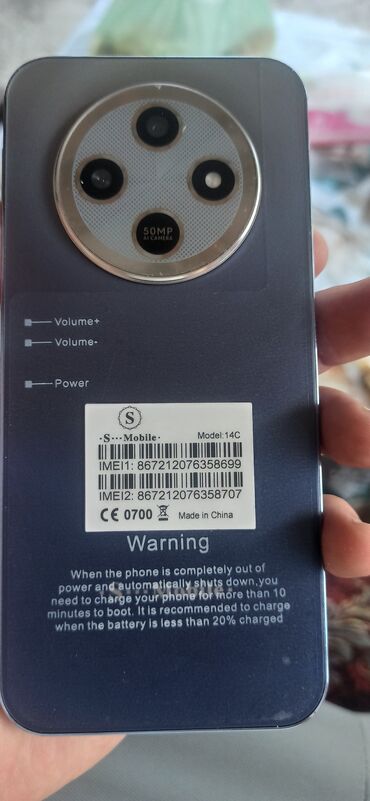 50MP
AI CAMERA
Volume+
Volume-
Power
S
·S···Mobile· Model:14C
IMEI1: 867212076358699
IMEI2: 867212076358707
CE 0700 Made in China
Warning
When the phone is completely out of
power and automatically shuts down,you
need to charge your phone for more than 10
minutes to boot. It is recommended to charge
when the battery is less than 20% charged
·S···Mobile·